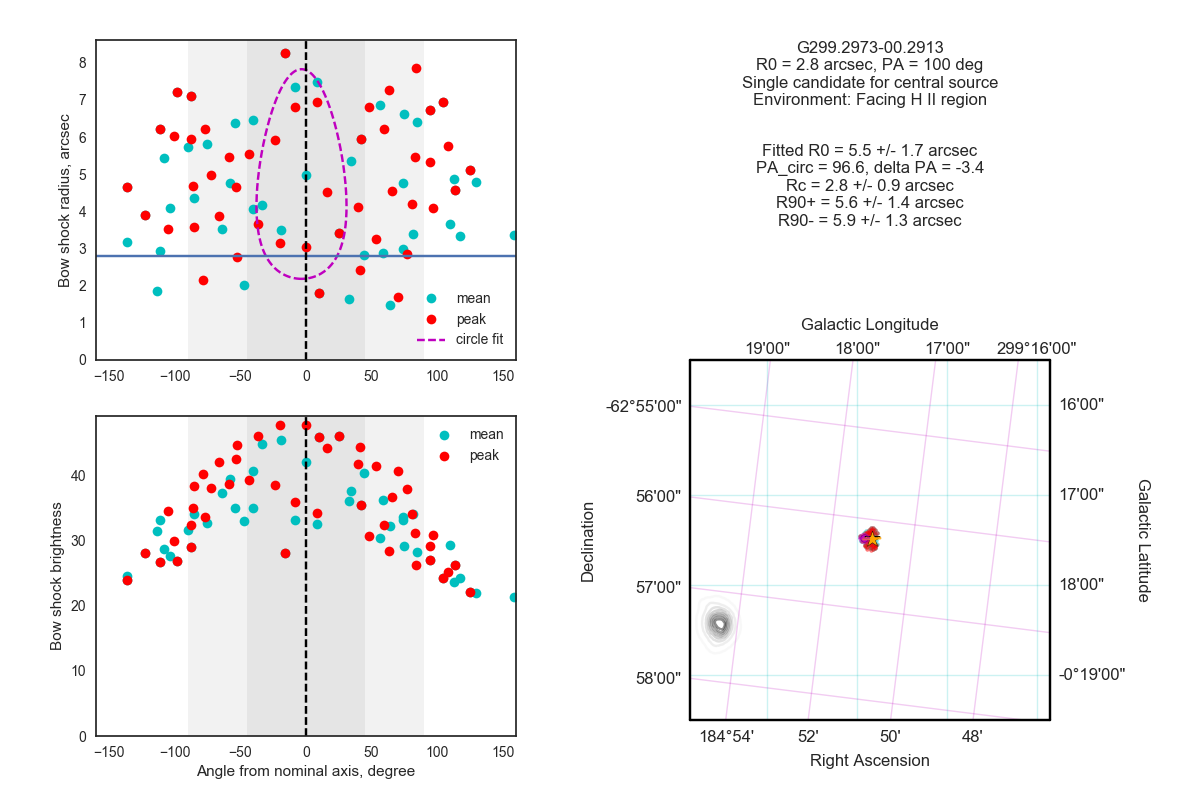 8
7
6
5
4
3
2
1
0
Bow shock radius, arcsec
mean
peak
circle fit
−150
−100
−50
0
50
100
150
40
30
20
10
0
Bow shock brightness
mean
peak
−150
−100
−50
0
50
100
150
Angle from nominal axis, degree
G299.2973-00.2913
R0 = 2.8 arcsec, PA = 100 deg
Single candidate for central source
Environment: Facing H II region
Fitted R0 = 5.5 +/- 1.7 arcsec
PA_circ = 96.6, delta PA = -3.4
Rc = 2.8 +/- 0.9 arcsec
R90+ = 5.6 +/- 1.4 arcsec
R90- = 5.9 +/- 1.3 arcsec
Galactic Longitude
19'00"
18'00"
17'00"
299°16'00"
-62°55'00"
56'00"
57'00"
58'00"
Declination
16'00"
17'00"
18'00"
-0°19'00"
Galactic Latitude
184°54'
52'
50'
48'
Right Ascension